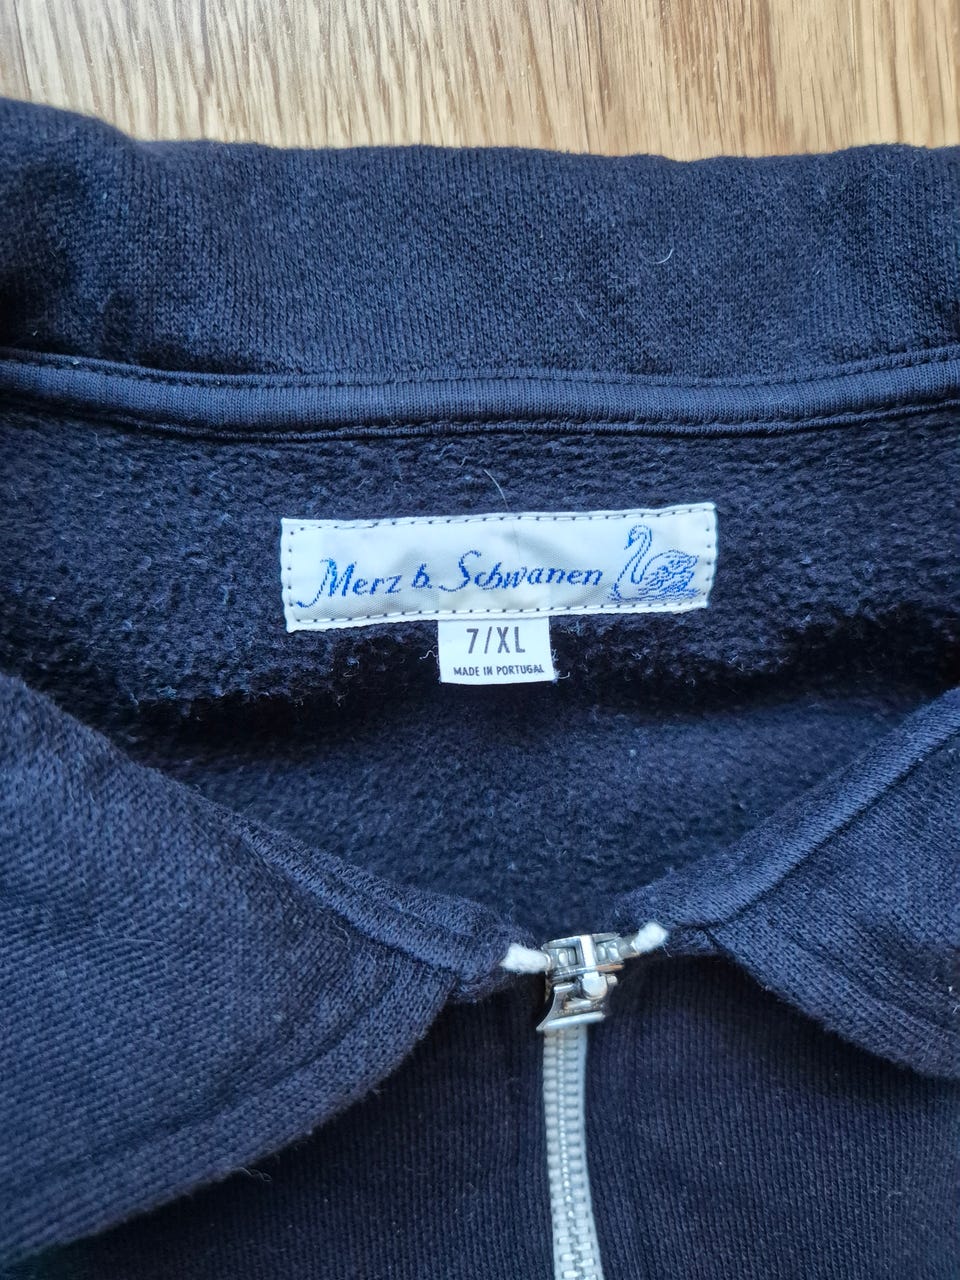 Merz b. Schwanen
7/XL
MADE IN PORTUGAL